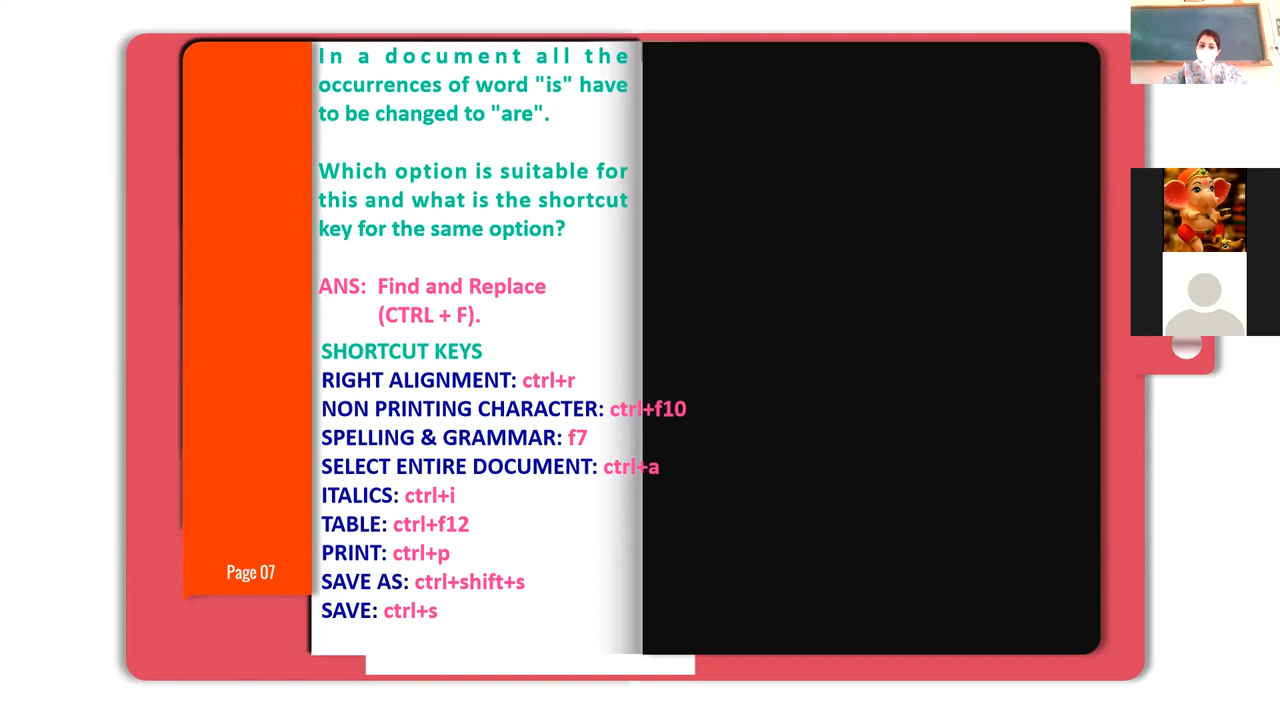 In a document all the
occurrences of word "is" have
to be changed to "are".
Which option is suitable for
this and what is the shortcut
key for the same option?
ANS: Find and Replace
(CTRL + F).
SHORTCUT KEYS
RIGHT ALIGNMENT: ctrl+r
NON PRINTING CHARACTER: ctrl+f10
SPELLING & GRAMMAR: f7
SELECT ENTIRE DOCUMENT: ctrl+a
ITALICS: ctrl+i
TABLE: ctrl+f12
PRINT: ctrl+p
SAVE AS: ctrl+shift+s
SAVE: ctrl+s
Page 07